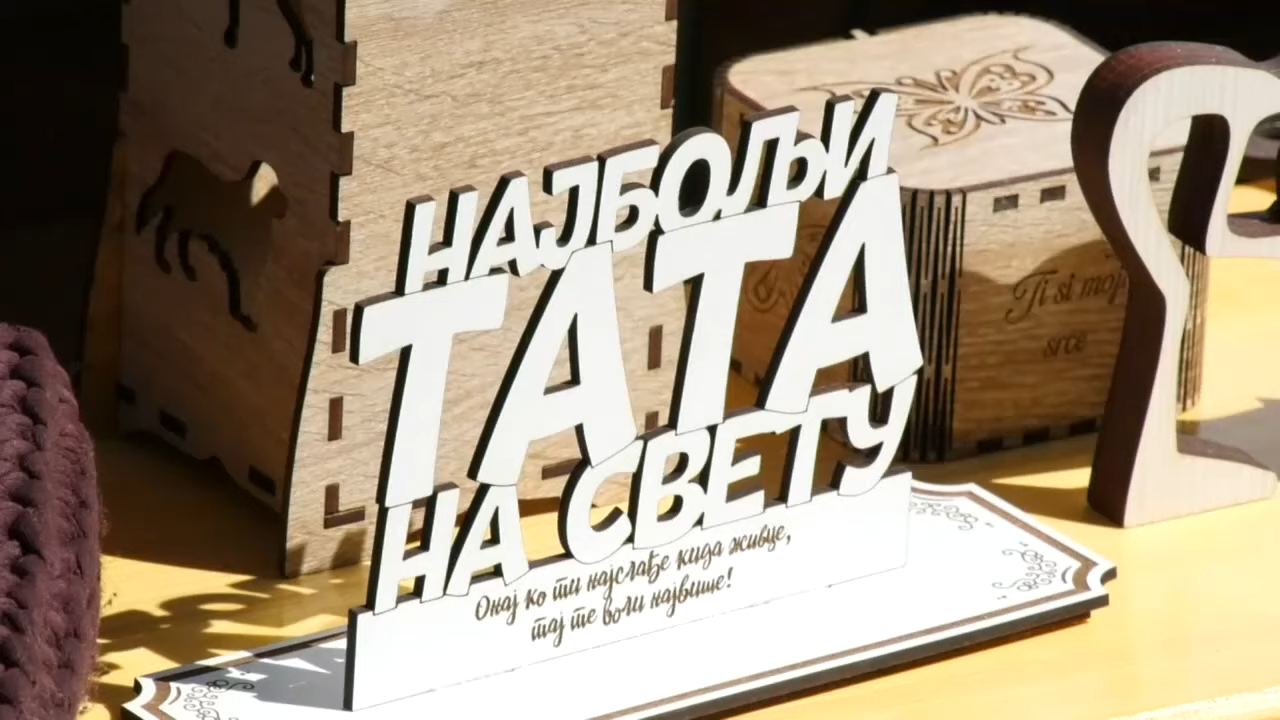 НАЈБОЉИ
ТАТА
НА СВЕТУ
Онај ко ти најслађе кида живце,
тај те воли највише!
Ti si moje
srce